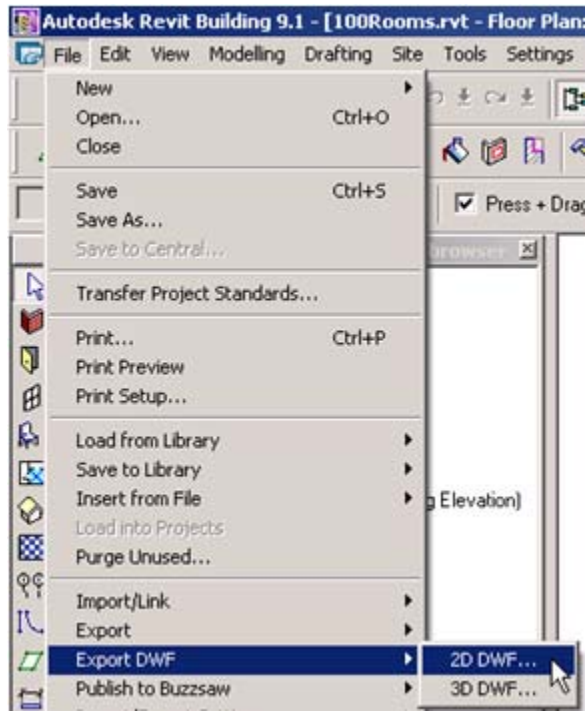 Autodesk Revit Building 9.1 - [100Rooms.rvt - Floor Plan:
File Edit View Modelling Drafting Site Tools Settings
New
Open... Ctrl+O
Close
Save Ctrl+S
Press + Drag
Save As...
Save to Central...
browser
Transfer Project Standards...
Print... Ctrl+P
Print Preview
Print Setup...
Load from Library
Save to Library
Insert from File
g Elevation)
Load into Projects
Purge Unused...
Import/Link
Export
Export DWF 2D DWF...
Publish to Buzzsaw 3D DWF...